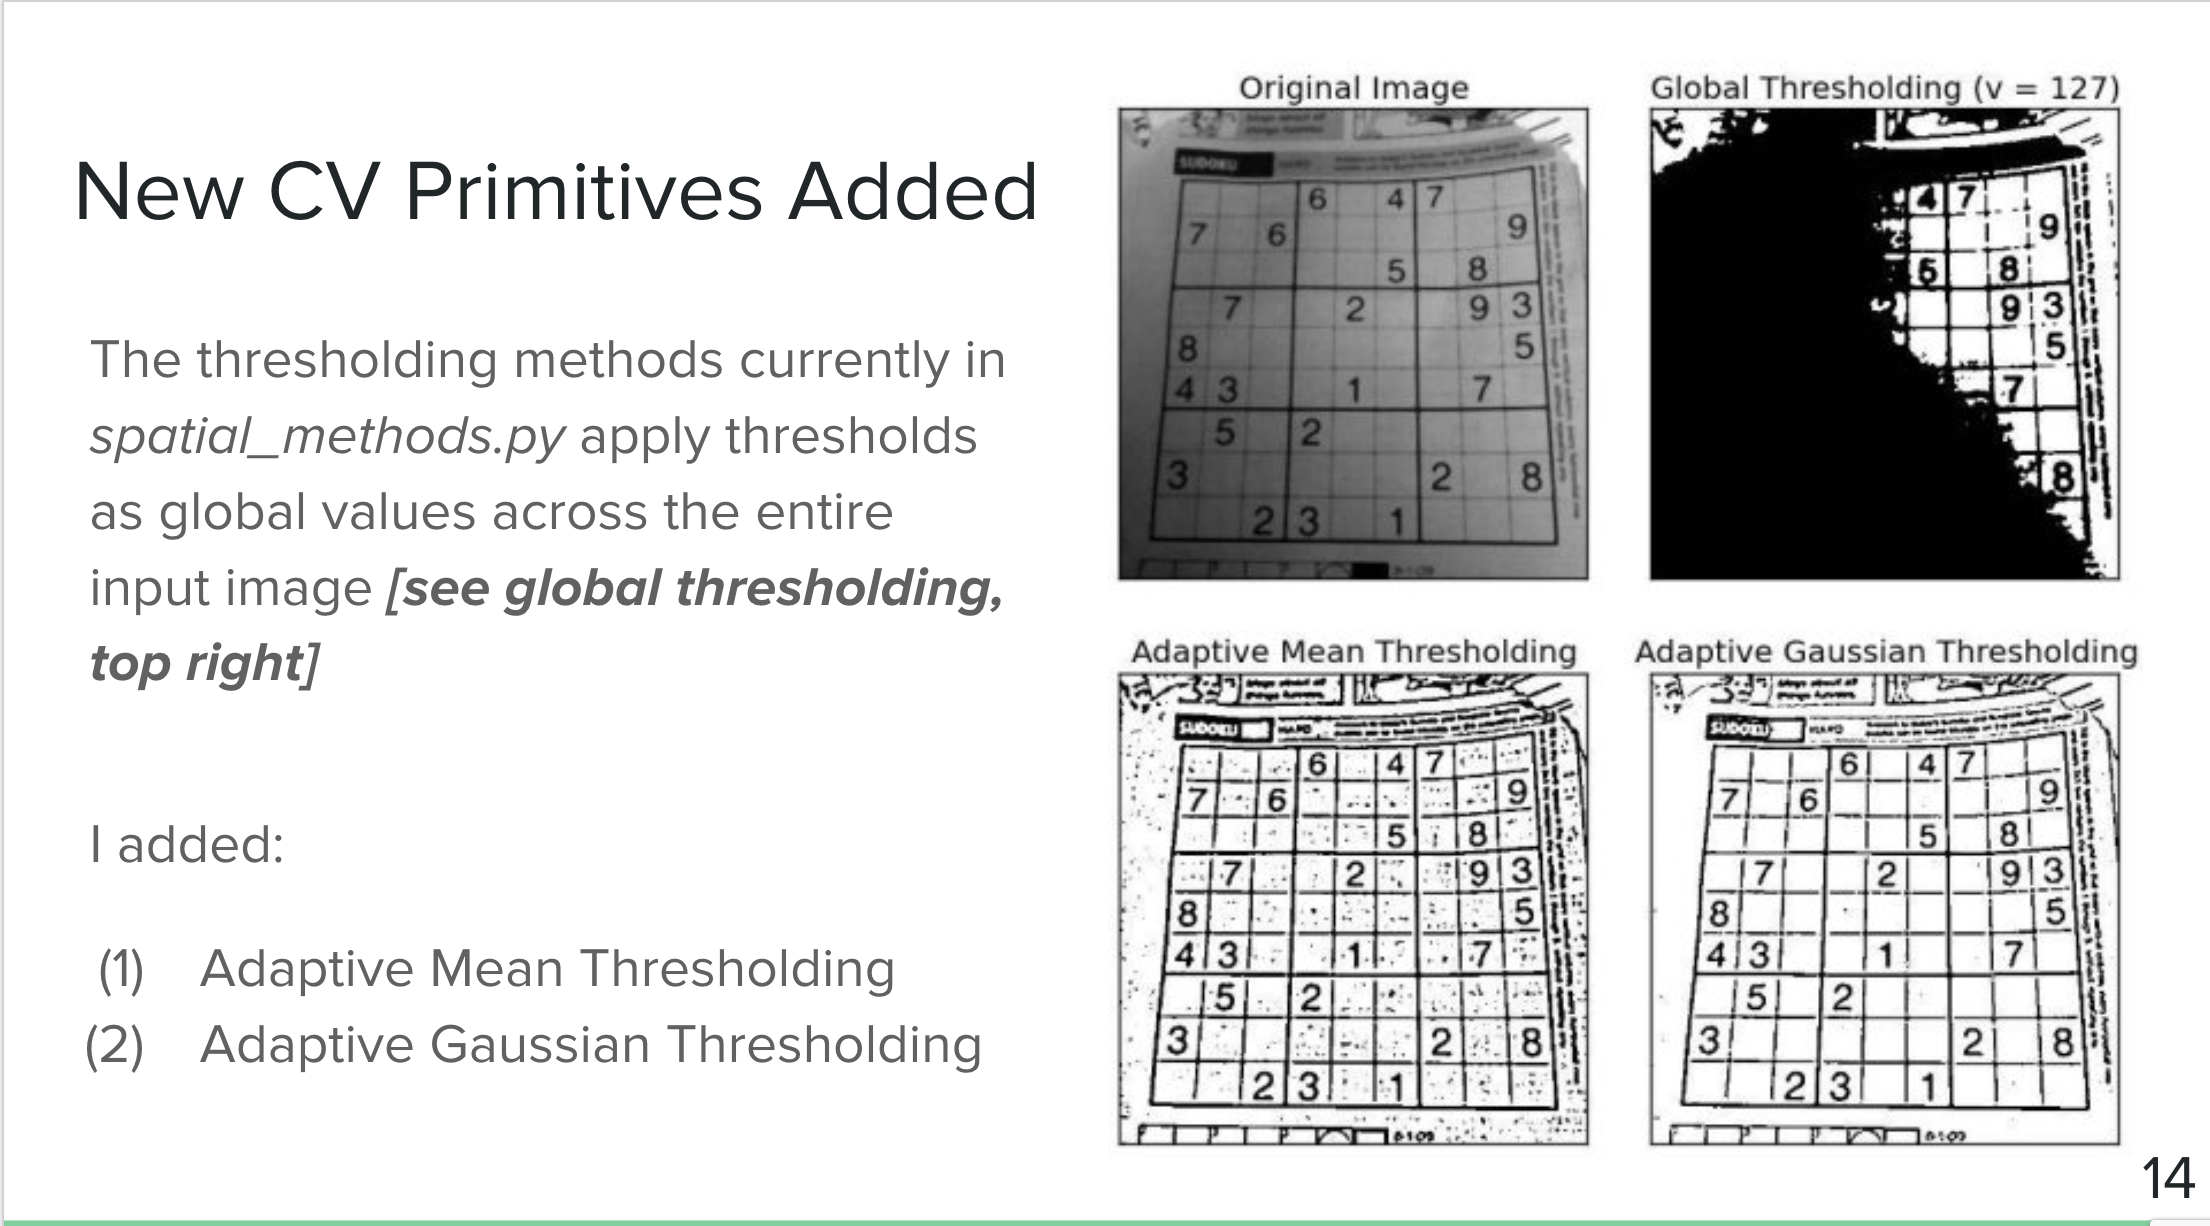 New CV Primitives Added
The thresholding methods currently in
spatial_methods.py apply thresholds
as global values across the entire
input image [see global thresholding,
top right]
I added:
(1) Adaptive Mean Thresholding
(2) Adaptive Gaussian Thresholding
Original Image
SUDOKU
6 4 7
7 6 9
5 8
7 2 9 3
8 5
4 3 1 7
5 2
3 2 8
2 3 1
Global Thresholding (v = 127)
4 7
9
5 8
9 3
5
7
8
Adaptive Mean Thresholding
SUDOKU HARD
6 4 7
7 6 9
5 8
7 2 9 3
8 5
4 3 1 7
5 2
3 2 8
2 3 1
Adaptive Gaussian Thresholding
SUDOKU HARD
6 4 7
7 6 9
5 8
7 2 9 3
8 5
4 3 1 7
5 2
3 2 8
2 3 1
14